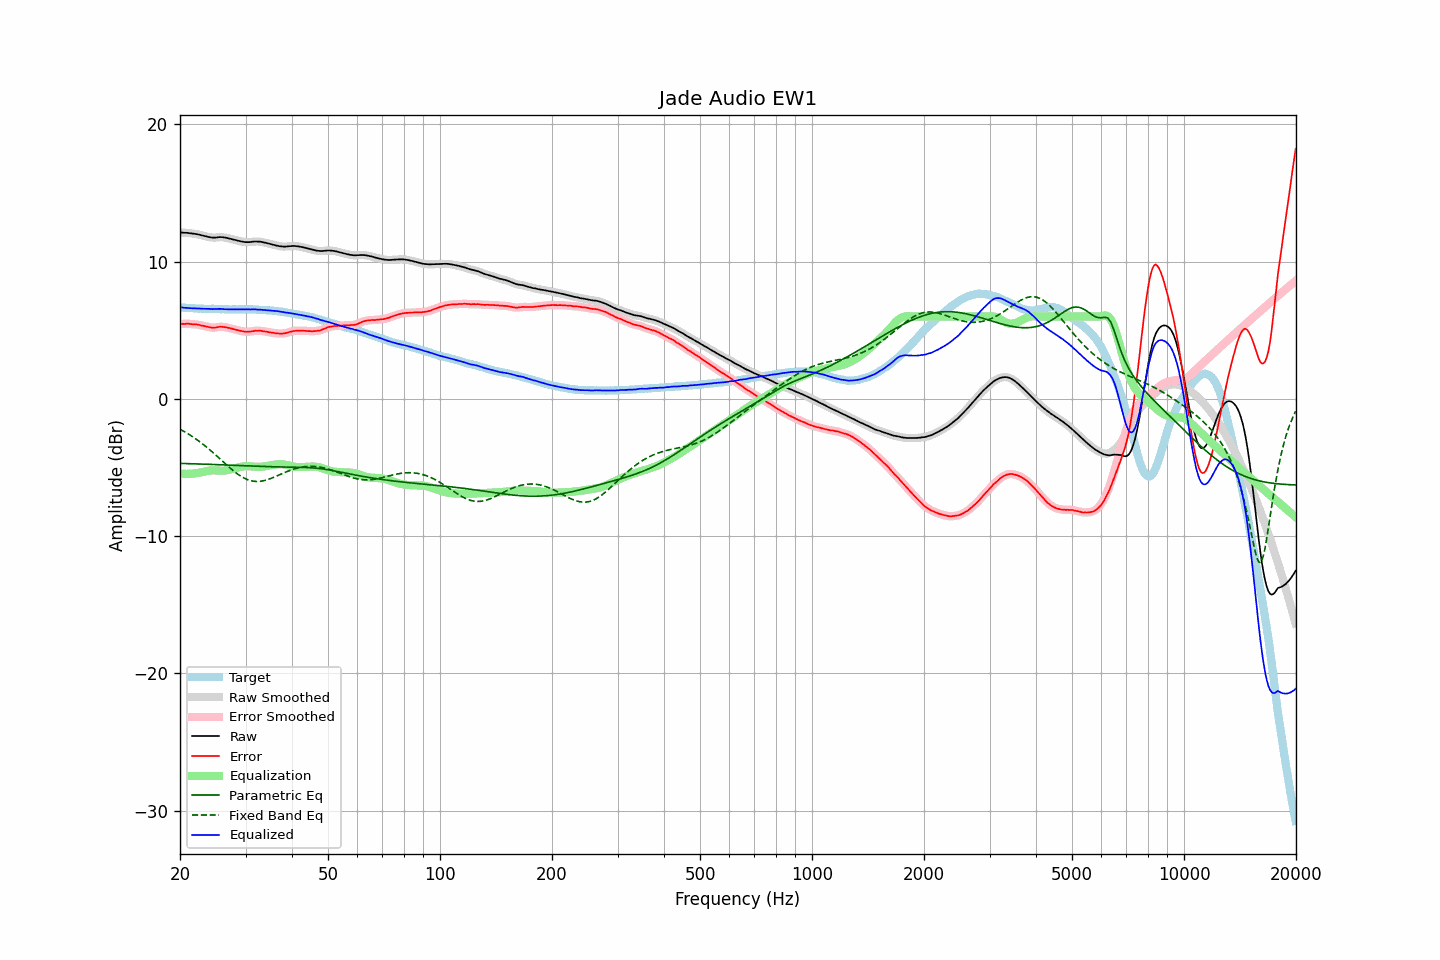 Jade Audio EW1
20
10
0
−10
−20
−30
Amplitude (dBr)
Target
Raw Smoothed
Error Smoothed
Raw
Error
Equalization
Parametric Eq
Fixed Band Eq
Equalized
20 50 100 200 500 1000 2000 5000 10000 20000
Frequency (Hz)